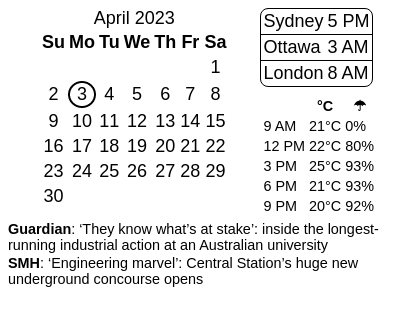 April 2023
Su Mo Tu We Th Fr Sa
1
2 3 4 5 6 7 8
9 10 11 12 13 14 15
16 17 18 19 20 21 22
23 24 25 26 27 28 29
30
Sydney 5 PM
Ottawa 3 AM
London 8 AM
°C ☂
9 AM 21°C 0%
12 PM 22°C 80%
3 PM 25°C 93%
6 PM 21°C 93%
9 PM 20°C 92%
Guardian: ‘They know what’s at stake’: inside the longest-
running industrial action at an Australian university
SMH: ‘Engineering marvel’: Central Station’s huge new
underground concourse opens